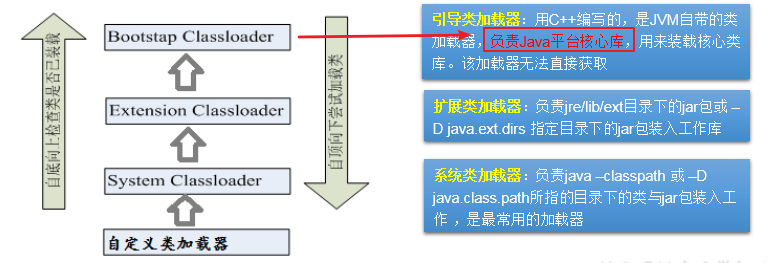 自底向上检查类是否已装载
Bootstap Classloader
Extension Classloader
System Classloader
自定义类加载器
自顶向下尝试加载类
引导类加载器：用C++编写的，是JVM自带的类
加载器，负责Java平台核心库，用来装载核心类
库。该加载器无法直接获取
扩展类加载器：负责jre/lib/ext目录下的jar包或 –
D java.ext.dirs 指定目录下的jar包装入工作库
系统类加载器：负责java –classpath 或 –D
java.class.path所指的目录下的类与jar包装入工
作 ，是最常用的加载器